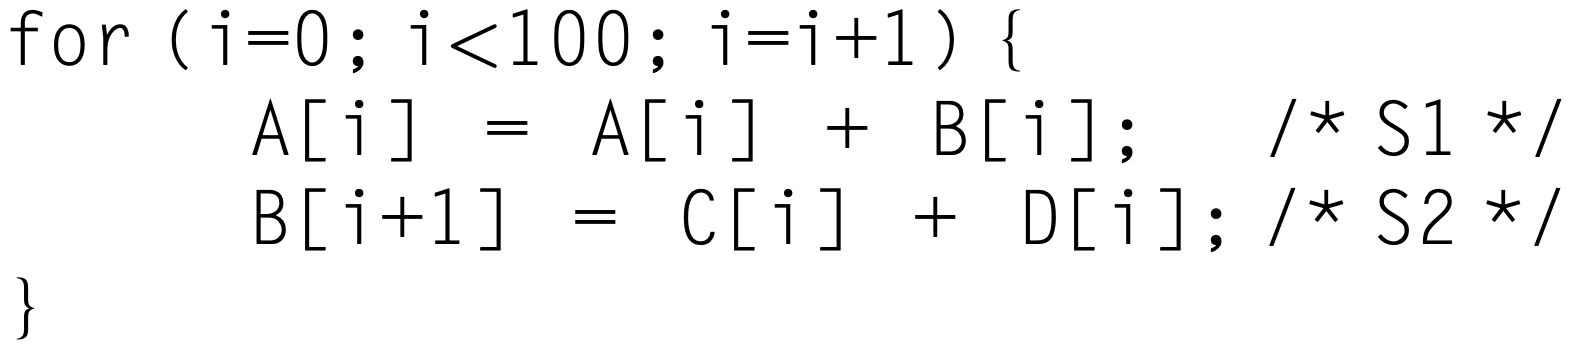 for (i=0; i<100; i=i+1) {
A[i] = A[i] + B[i]; /* S1 */
B[i+1] = C[i] + D[i]; /* S2 */
}